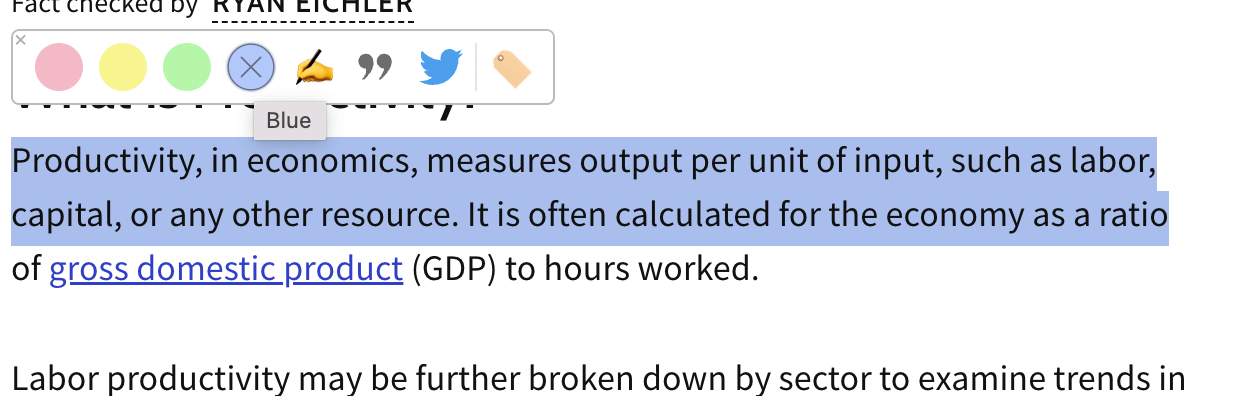 Fact checked by RYAN EICHLER
What is Productivity?
Blue
Productivity, in economics, measures output per unit of input, such as labor,
capital, or any other resource. It is often calculated for the economy as a ratio
of gross domestic product (GDP) to hours worked.
Labor productivity may be further broken down by sector to examine trends in